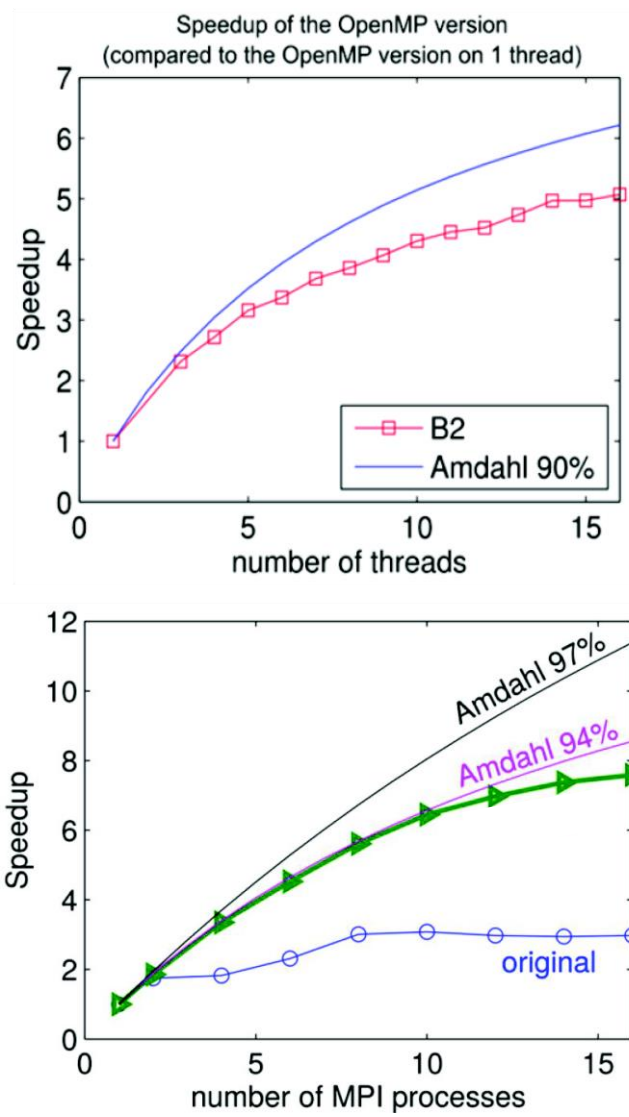 Speedup of the OpenMP version
(compared to the OpenMP version on 1 thread)
7
6
5
4
3
2
1
0
Speedup
B2
Amdahl 90%
0 5 10 15
number of threads
12
10
8
6
4
2
0
Speedup
Amdahl 97%
Amdahl 94%
original
0 5 10 15
number of MPI processes